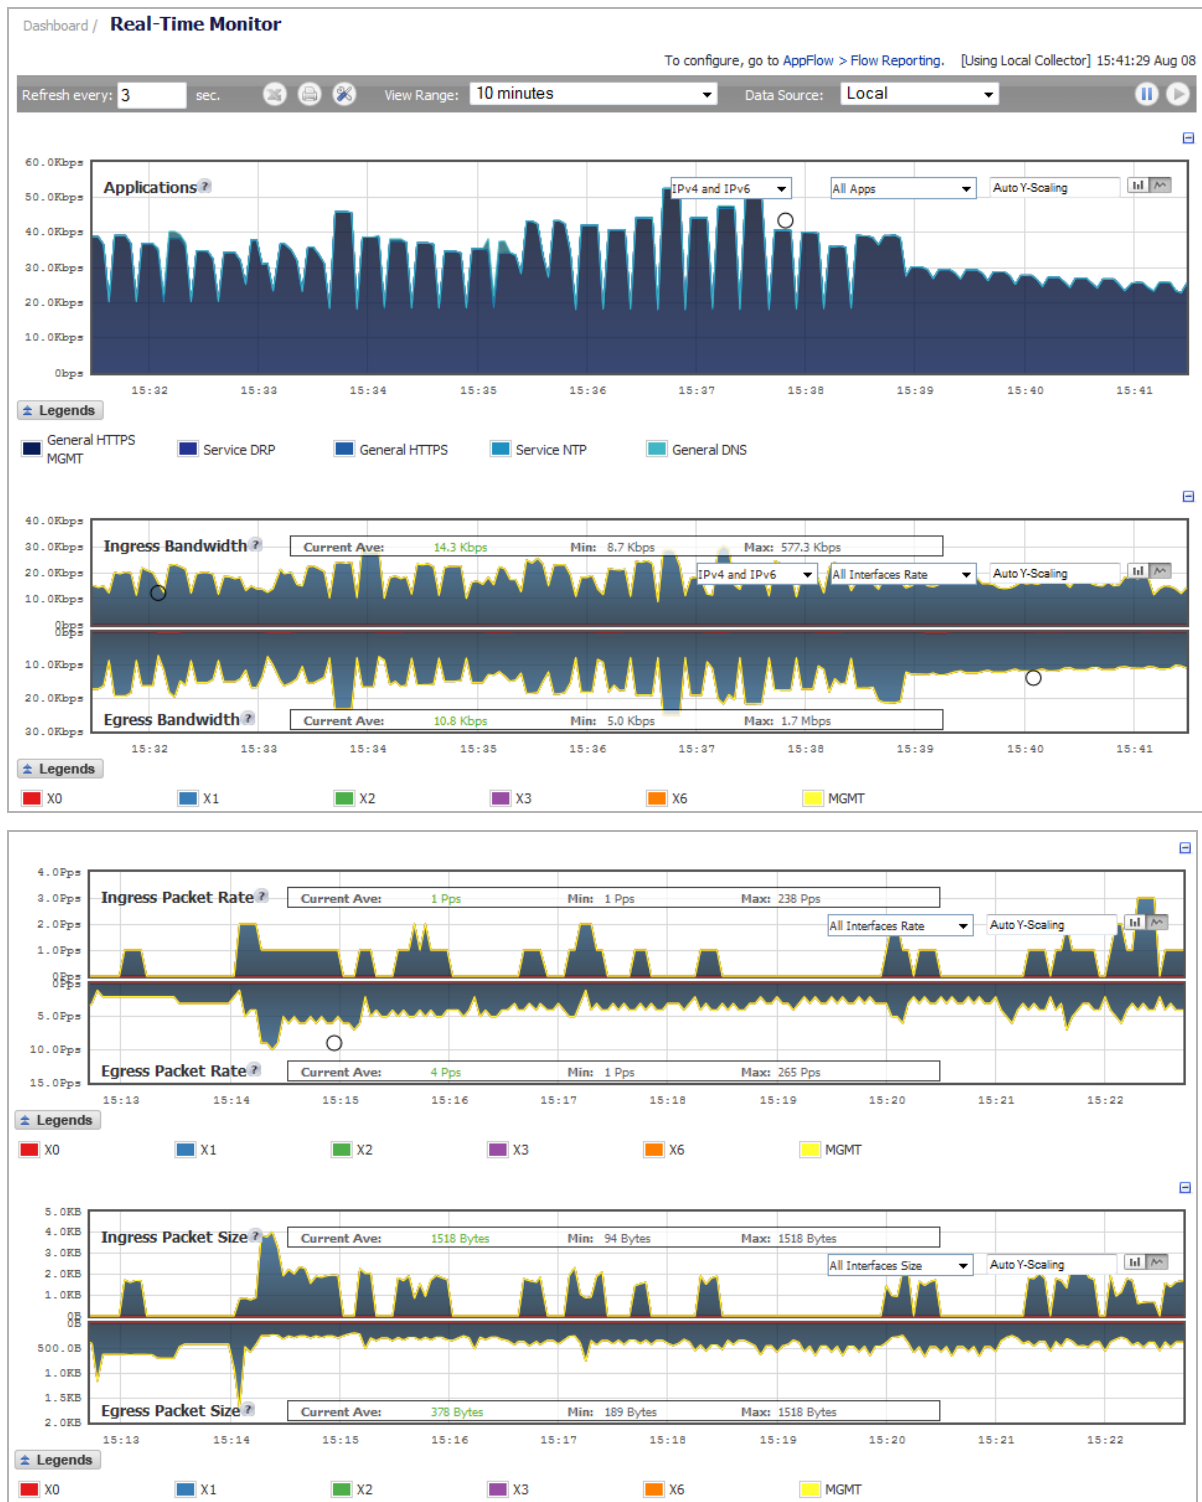 Dashboard / Real-Time Monitor
To configure, go to AppFlow > Flow Reporting. [Using Local Collector] 15:41:29 Aug 08
Refresh every: 3 sec. View Range: 10 minutes Data Source: Local
60.0Kbps
Applications ? IPv4 and IPv6 All Apps Auto Y-Scaling
50.0Kbps
40.0Kbps
30.0Kbps
20.0Kbps
10.0Kbps
0bps
15:32 15:33 15:34 15:35 15:36 15:37 15:38 15:39 15:40 15:41
Legends
General HTTPS MGMT Service DRP General HTTPS Service NTP General DNS
40.0Kbps
30.0Kbps Ingress Bandwidth ? Current Ave: 14.3 Kbps Min: 8.7 Kbps Max: 577.3 Kbps
20.0Kbps IPv4 and IPv6 All Interfaces Rate Auto Y-Scaling
10.0Kbps
0bps
0bps
10.0Kbps
20.0Kbps
Egress Bandwidth ? Current Ave: 10.8 Kbps Min: 5.0 Kbps Max: 1.7 Mbps
30.0Kbps
15:32 15:33 15:34 15:35 15:36 15:37 15:38 15:39 15:40 15:41
Legends
X0 X1 X2 X3 X6 MGMT
4.0Pps
3.0Pps Ingress Packet Rate ? Current Ave: 1 Pps Min: 1 Pps Max: 238 Pps
2.0Pps All Interfaces Rate Auto Y-Scaling
1.0Pps
0Pps
0Pps
5.0Pps
10.0Pps
Egress Packet Rate ? Current Ave: 4 Pps Min: 1 Pps Max: 265 Pps
15.0Pps
15:13 15:14 15:15 15:16 15:17 15:18 15:19 15:20 15:21 15:22
Legends
X0 X1 X2 X3 X6 MGMT
5.0KB
4.0KB Ingress Packet Size ? Current Ave: 1518 Bytes Min: 94 Bytes Max: 1518 Bytes
3.0KB All Interfaces Size Auto Y-Scaling
2.0KB
1.0KB
0B
0B
500.0B
1.0KB
1.5KB
Egress Packet Size ? Current Ave: 378 Bytes Min: 189 Bytes Max: 1518 Bytes
2.0KB
15:13 15:14 15:15 15:16 15:17 15:18 15:19 15:20 15:21 15:22
Legends
X0 X1 X2 X3 X6 MGMT